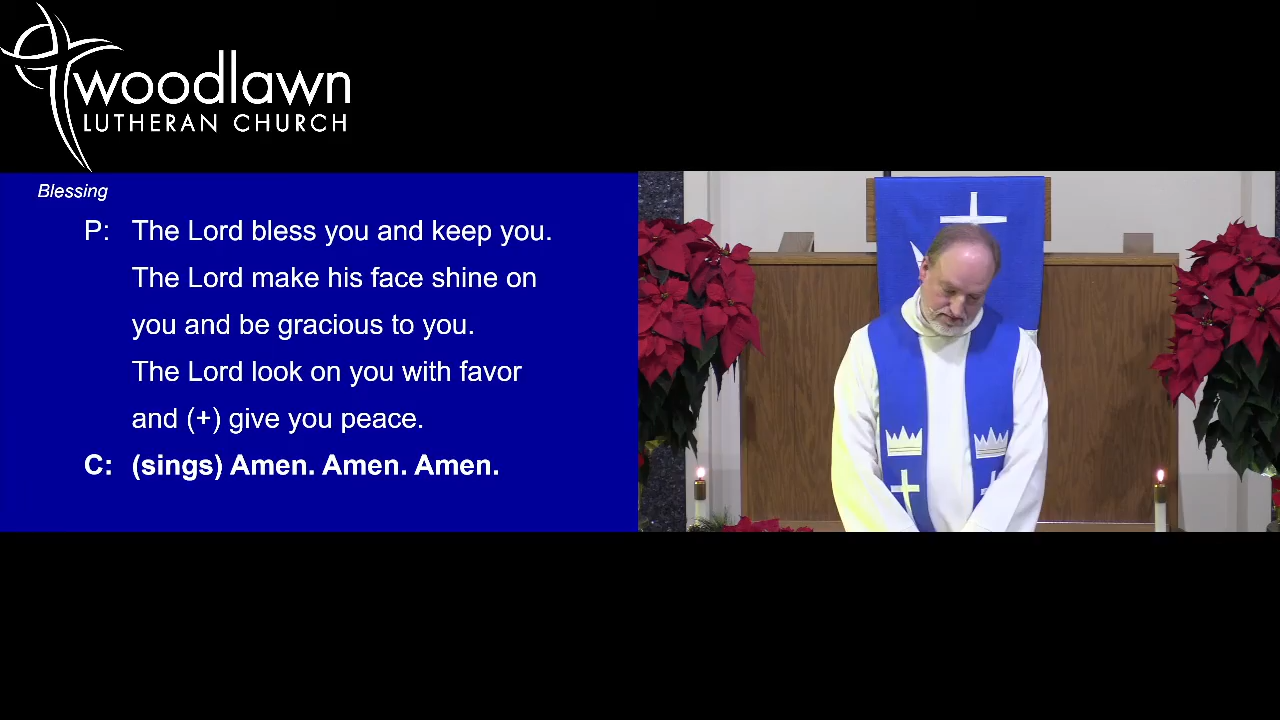 woodlawn
LUTHERAN CHURCH
Blessing
P: The Lord bless you and keep you.
The Lord make his face shine on
you and be gracious to you.
The Lord look on you with favor
and (+) give you peace.
C: (sings) Amen. Amen. Amen.